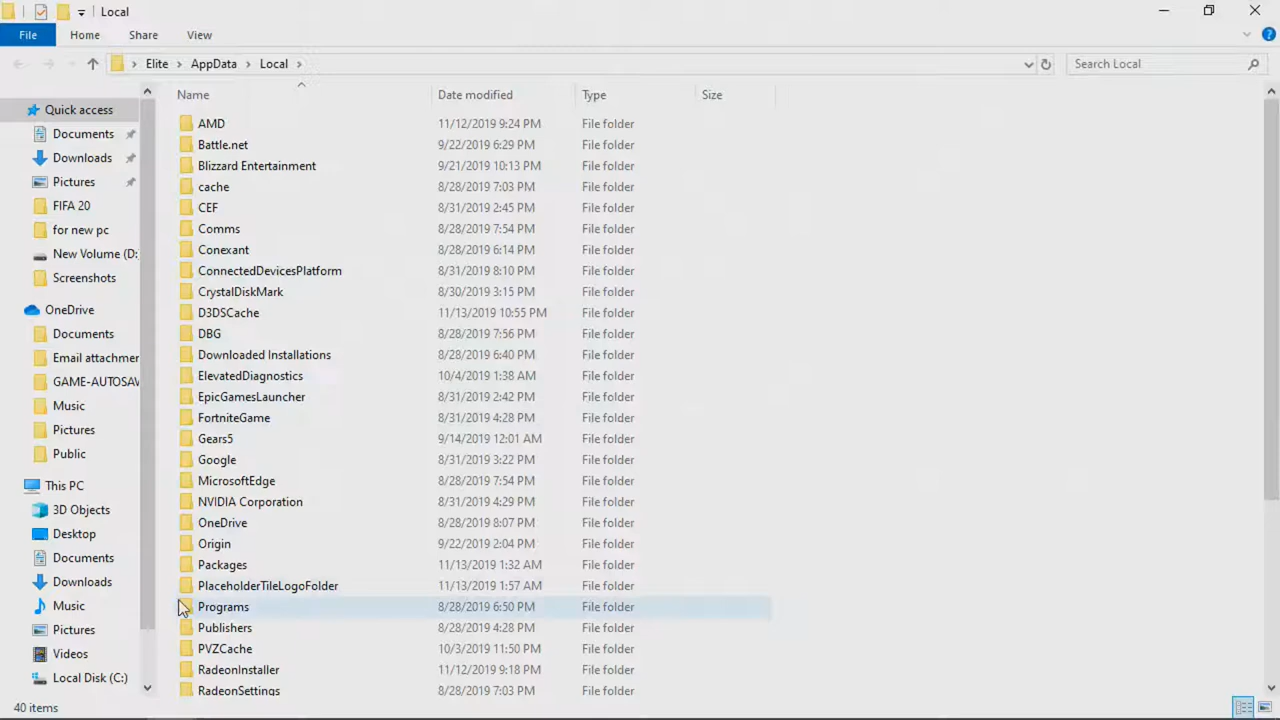 Local
File Home Share View
Elite AppData Local
Search Local
Name Date modified Type Size
Quick access
Documents
Downloads
Pictures
FIFA 20
for new pc
New Volume (D:
Screenshots
OneDrive
Documents
Email attachmer
GAME-AUTOSAV
Music
Pictures
Public
This PC
3D Objects
Desktop
Documents
Downloads
Music
Pictures
Videos
Local Disk (C:)
AMD 11/12/2019 9:24 PM File folder
Battle.net 9/22/2019 6:29 PM File folder
Blizzard Entertainment 9/21/2019 10:13 PM File folder
cache 8/28/2019 7:03 PM File folder
CEF 8/31/2019 2:45 PM File folder
Comms 8/28/2019 7:54 PM File folder
Conexant 8/28/2019 6:14 PM File folder
ConnectedDevicesPlatform 8/31/2019 8:10 PM File folder
CrystalDiskMark 8/30/2019 3:15 PM File folder
D3DSCache 11/13/2019 10:55 PM File folder
DBG 8/28/2019 7:56 PM File folder
Downloaded Installations 8/28/2019 6:40 PM File folder
ElevatedDiagnostics 10/4/2019 1:38 AM File folder
EpicGamesLauncher 8/31/2019 2:42 PM File folder
FortniteGame 8/31/2019 4:28 PM File folder
Gears5 9/14/2019 12:01 AM File folder
Google 8/31/2019 3:22 PM File folder
MicrosoftEdge 8/28/2019 7:54 PM File folder
NVIDIA Corporation 8/31/2019 4:29 PM File folder
OneDrive 8/28/2019 8:07 PM File folder
Origin 9/22/2019 2:04 PM File folder
Packages 11/13/2019 1:32 AM File folder
PlaceholderTileLogoFolder 11/13/2019 1:57 AM File folder
Programs 8/28/2019 6:50 PM File folder
Publishers 8/28/2019 4:28 PM File folder
PVZCache 10/3/2019 11:50 PM File folder
RadeonInstaller 11/12/2019 9:18 PM File folder
RadeonSettings 8/28/2019 7:03 PM File folder
40 items